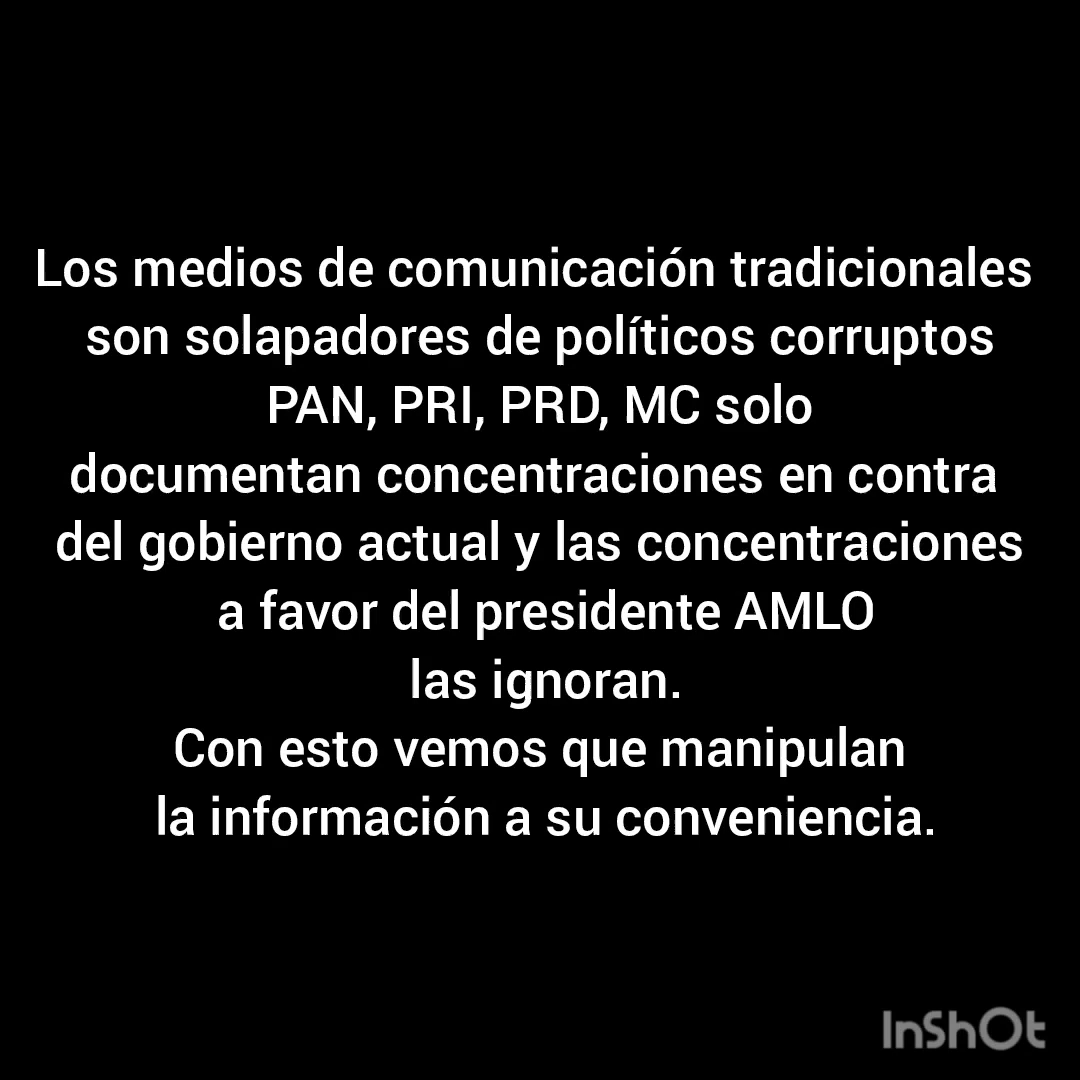 Los medios de comunicación tradicionales
son solapadores de políticos corruptos
PAN, PRI, PRD, MC solo
documentan concentraciones en contra
del gobierno actual y las concentraciones
a favor del presidente AMLO
las ignoran.
Con esto vemos que manipulan
la información a su conveniencia.
InShOt